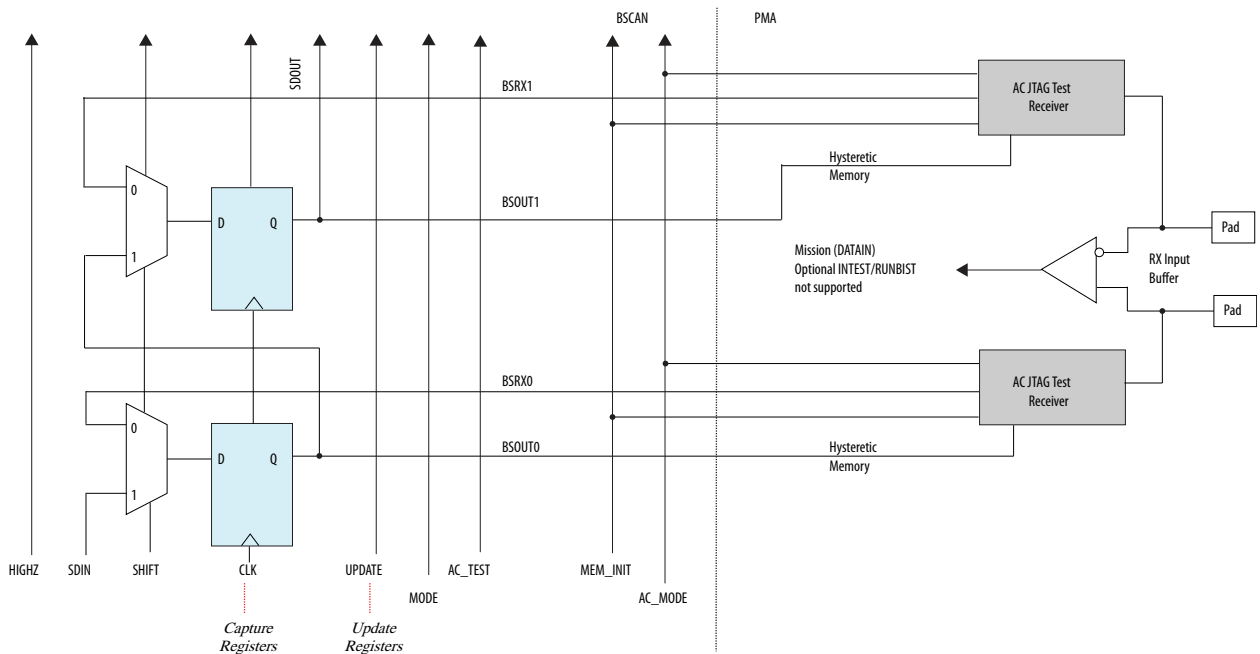 BSCAN
PMA
SDOUT
BSRX1
AC JTAG Test
Receiver
0
Hysteretic
Memory
D
Q
BSOUT1
1
Pad
Mission (DATAIN)
Optional INTEST/RUNBIST
not supported
RX Input
Buffer
Pad
BSRX0
AC JTAG Test
Receiver
0
D
Q
BSOUT0
Hysteretic
Memory
1
HIGHZ
SDIN
SHIFT
CLK
UPDATE
AC_TEST
MEM_INIT
MODE
AC_MODE
Capture
Registers
Update
Registers